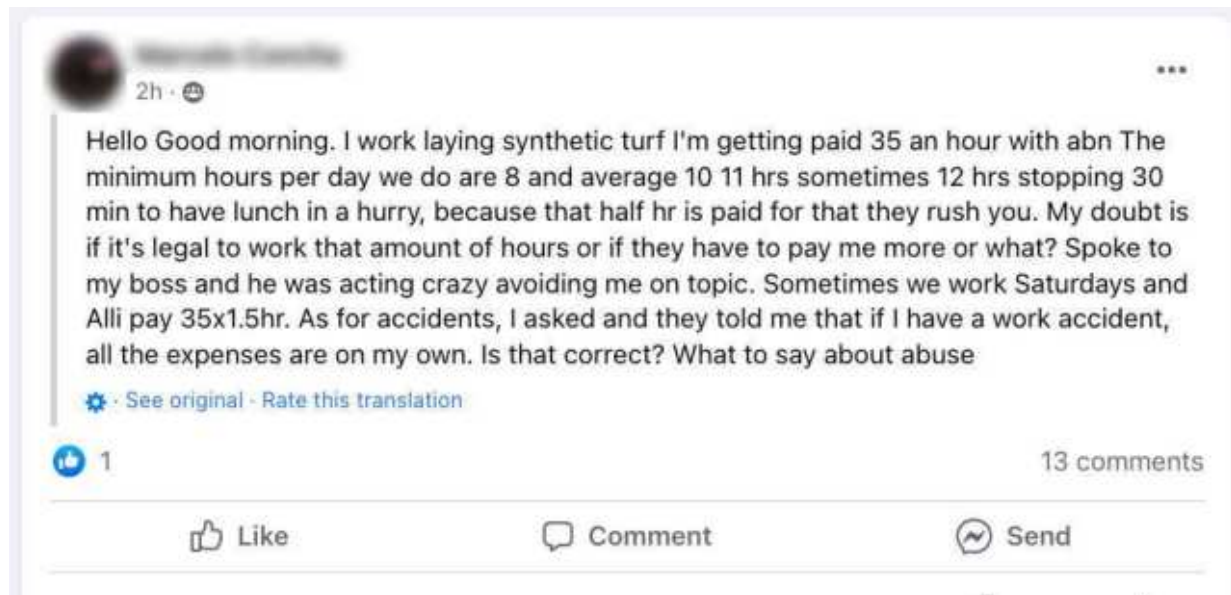 2h ·
Hello Good morning. I work laying synthetic turf I'm getting paid 35 an hour with abn The
minimum hours per day we do are 8 and average 10 11 hrs sometimes 12 hrs stopping 30
min to have lunch in a hurry, because that half hr is paid for that they rush you. My doubt is
if it's legal to work that amount of hours or if they have to pay me more or what? Spoke to
my boss and he was acting crazy avoiding me on topic. Sometimes we work Saturdays and
Alli pay 35x1.5hr. As for accidents, I asked and they told me that if I have a work accident,
all the expenses are on my own. Is that correct? What to say about abuse
· See original · Rate this translation
1 13 comments
Like Comment Send